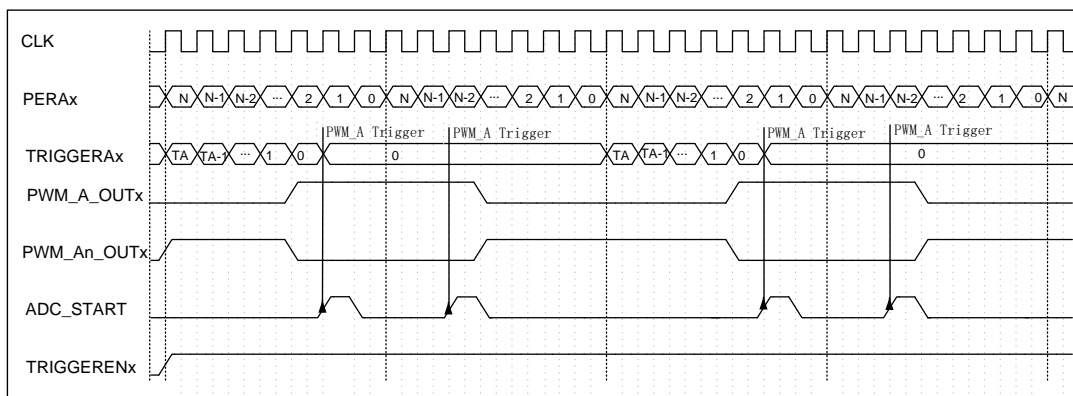 CLK
PERAx N N-1 N-2 ... 2 1 0 N N-1 N-2 ... 2 1 0 N N-1 N-2 ... 2 1 0 N N-1 N-2 ... 2 1 0 N
PWM_A Trigger PWM_A Trigger PWM_A Trigger PWM_A Trigger
TRIGGERAx TA TA-1 ... 1 0 0 TA TA-1 ... 1 0 0
PWM_A_OUTx
PWM_An_OUTx
ADC_START
TRIGGERENx